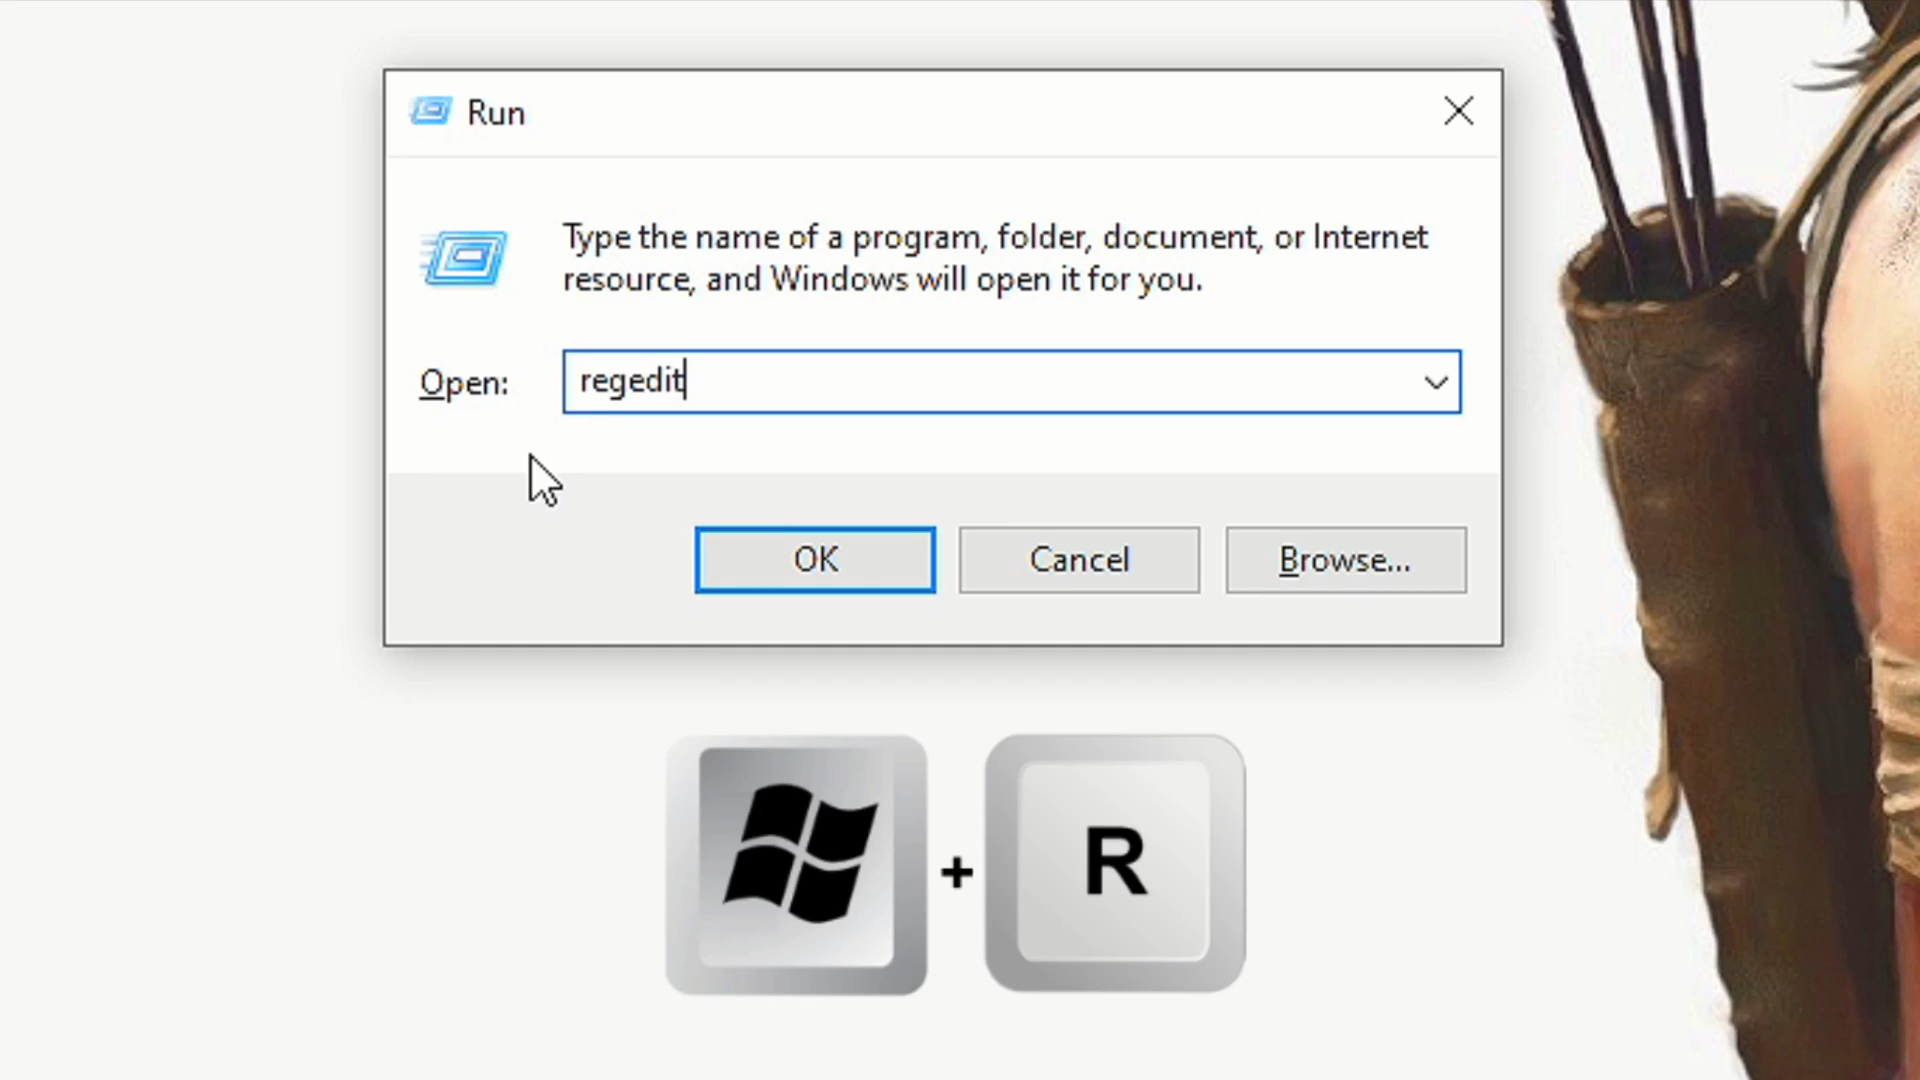 Run
Type the name of a program, folder, document, or Internet
resource, and Windows will open it for you.
Open: regedit
OK Cancel Browse...
+ R